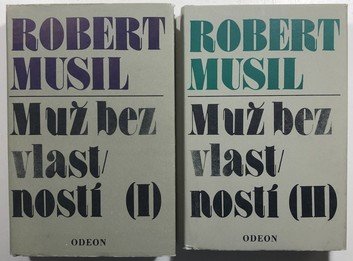 ROBERT
MUSIL
Muž bez
vlast/
ností (I)
ODEON
ROBERT
MUSIL
Muž bez
vlast/
ností (II)
ODEON